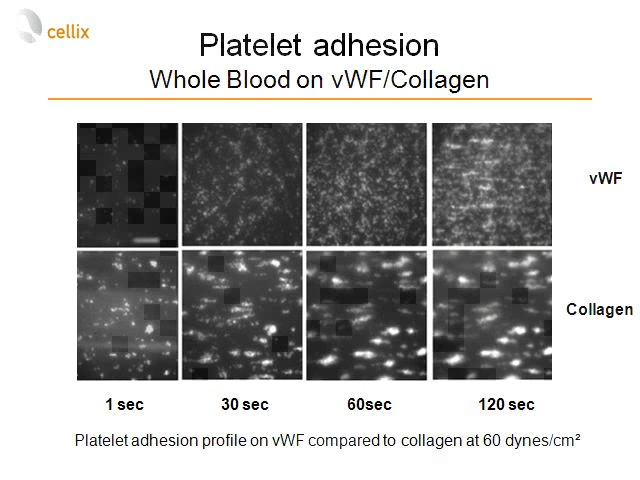 cellix
Platelet adhesion
Whole Blood on vWF/Collagen
vWF
Collagen
1 sec 30 sec 60sec 120 sec
Platelet adhesion profile on vWF compared to collagen at 60 dynes/cm²